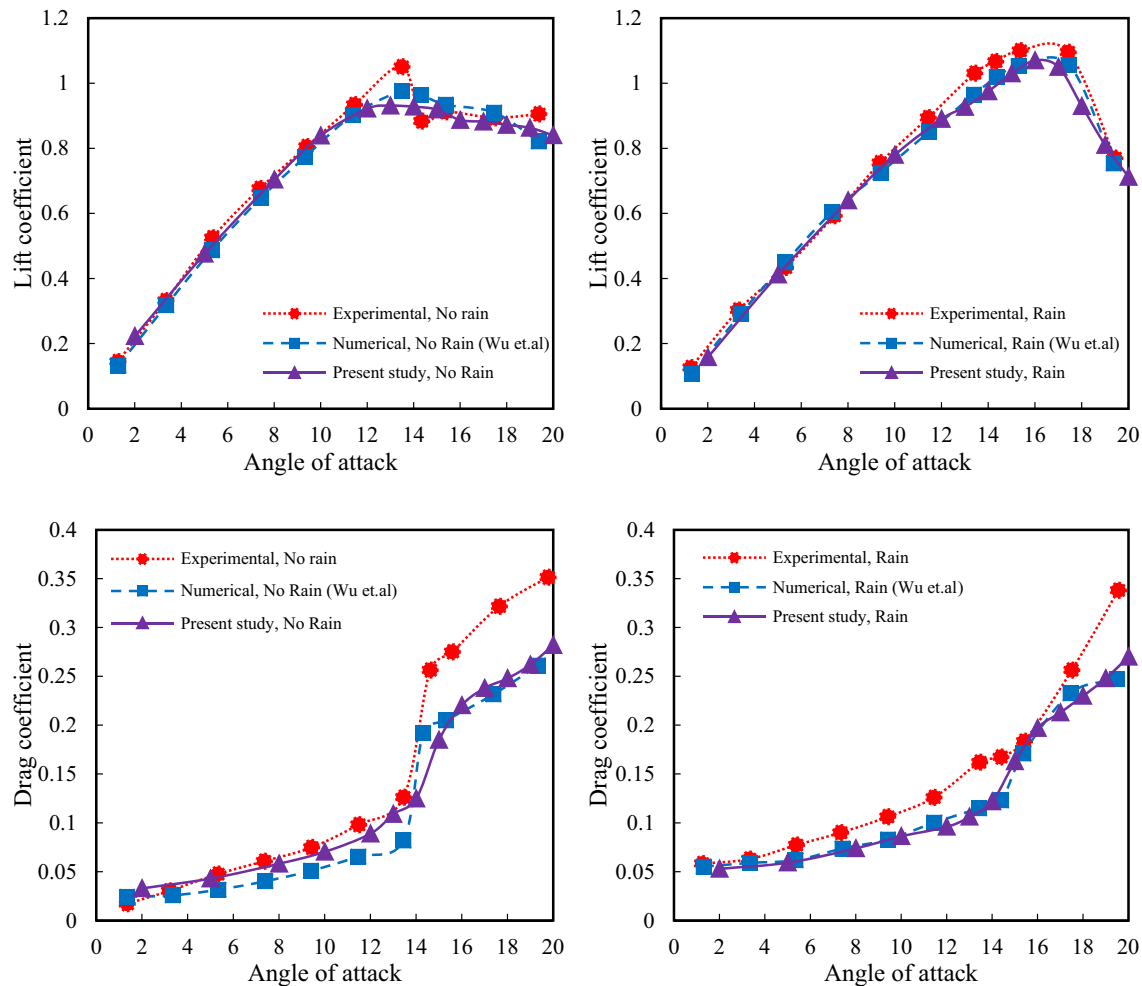 1.2
1
0.8
0.6
0.4
0.2
0
Lift coefficient
Experimental, No rain
Numerical, No Rain (Wu et.al)
Present study, No Rain
0 2 4 6 8 10 12 14 16 18 20
Angle of attack
1.2
1
0.8
0.6
0.4
0.2
0
Lift coefficient
Experimental, Rain
Numerical, Rain (Wu et.al)
Present study, Rain
0 2 4 6 8 10 12 14 16 18 20
Angle of attack
0.4
0.35
0.3
0.25
0.2
0.15
0.1
0.05
0
Drag coefficient
Experimental, No rain
Numerical, No Rain (Wu et.al)
Present study, No Rain
0 2 4 6 8 10 12 14 16 18 20
Angle of attack
0.4
0.35
0.3
0.25
0.2
0.15
0.1
0.05
0
Drag coefficient
Experimental, Rain
Numerical, Rain (Wu et.al)
Present study, Rain
0 2 4 6 8 10 12 14 16 18 20
Angle of attack